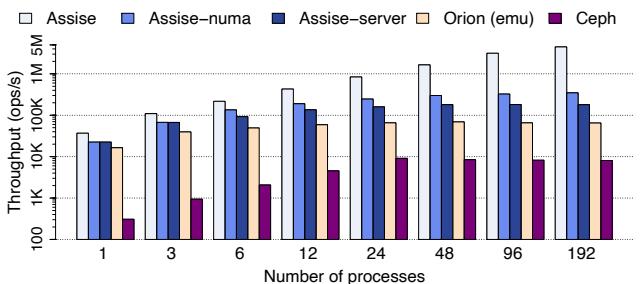 Assise Assise−numa Assise−server Orion (emu) Ceph
Throughput (ops/s)
5M
1M
100K
10K
1K
100
1 3 6 12 24 48 96 192
Number of processes